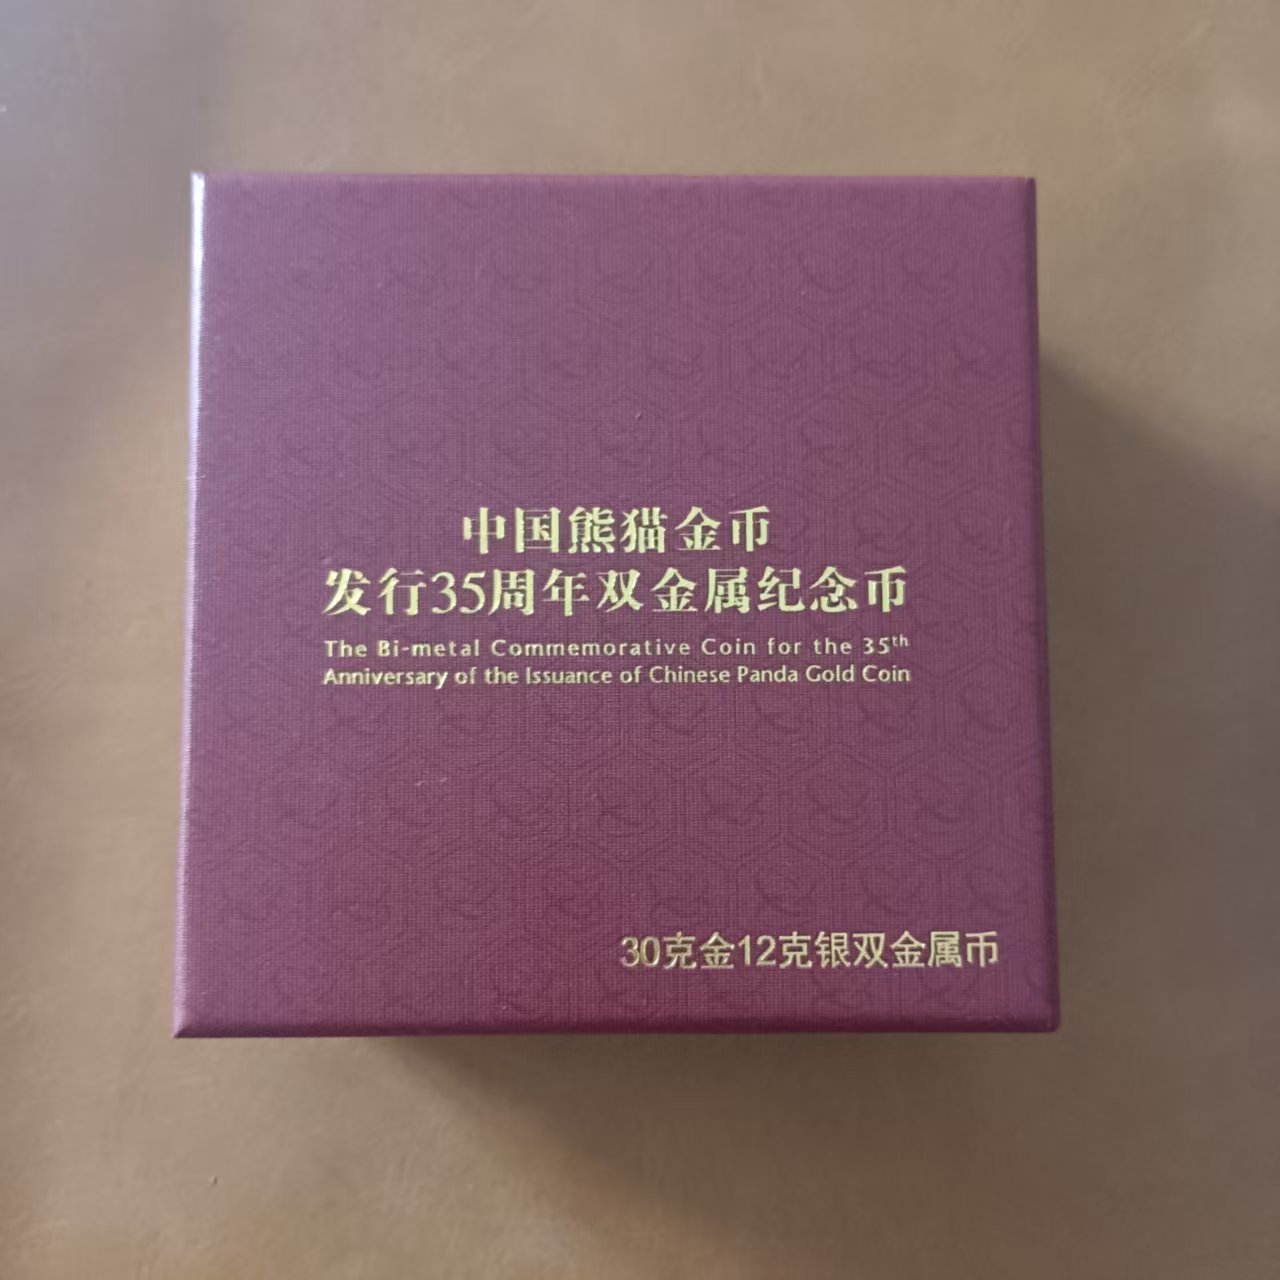 中国熊猫金币
发行35周年双金属纪念币
The Bi-metal Commemorative Coin for the 35th
Anniversary of the Issuance of Chinese Panda Gold Coin
30克金12克银双金属币